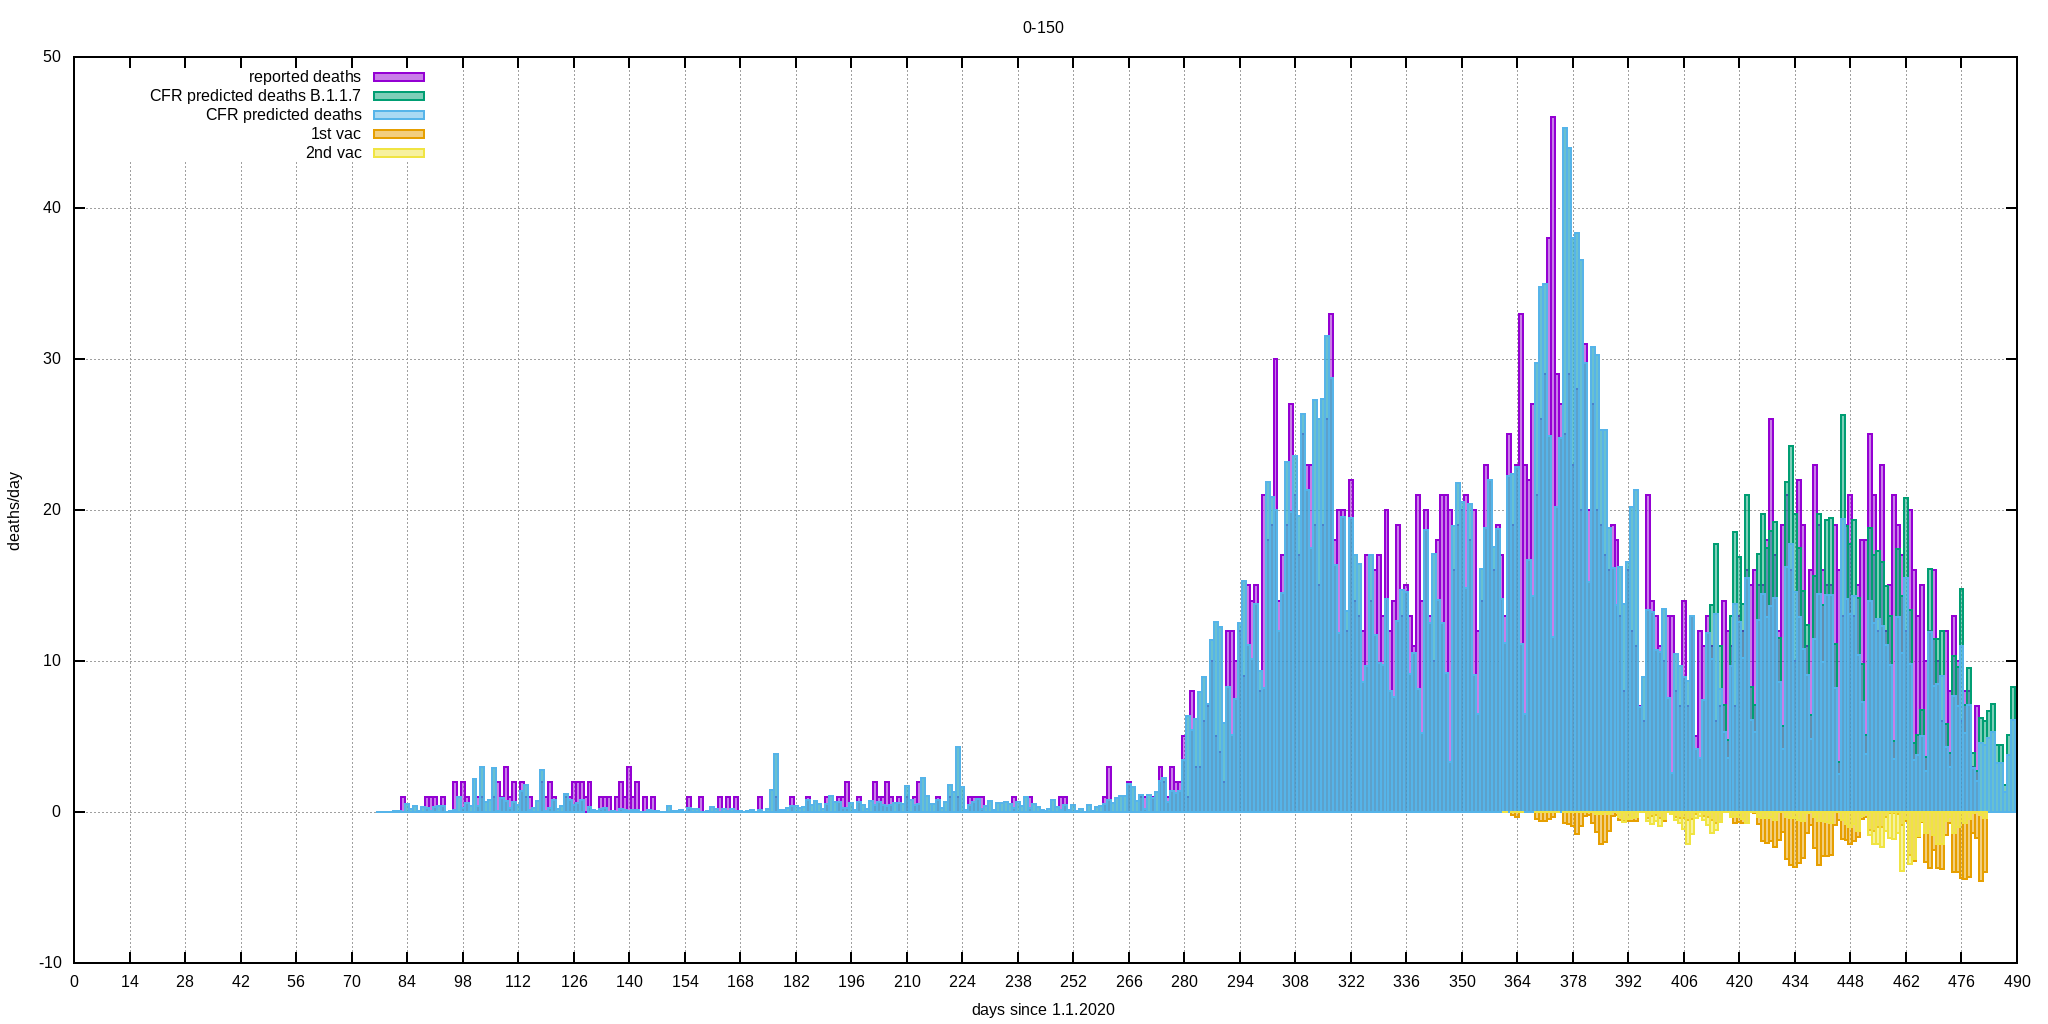 0-150
50
40
30
20
10
0
-10
deaths/day
reported deaths
CFR predicted deaths B.1.1.7
CFR predicted deaths
1st vac
2nd vac
0 14 28 42 56 70 84 98 112 126 140 154 168 182 196 210 224 238 252 266 280 294 308 322 336 350 364 378 392 406 420 434 448 462 476 490
days since 1.1.2020